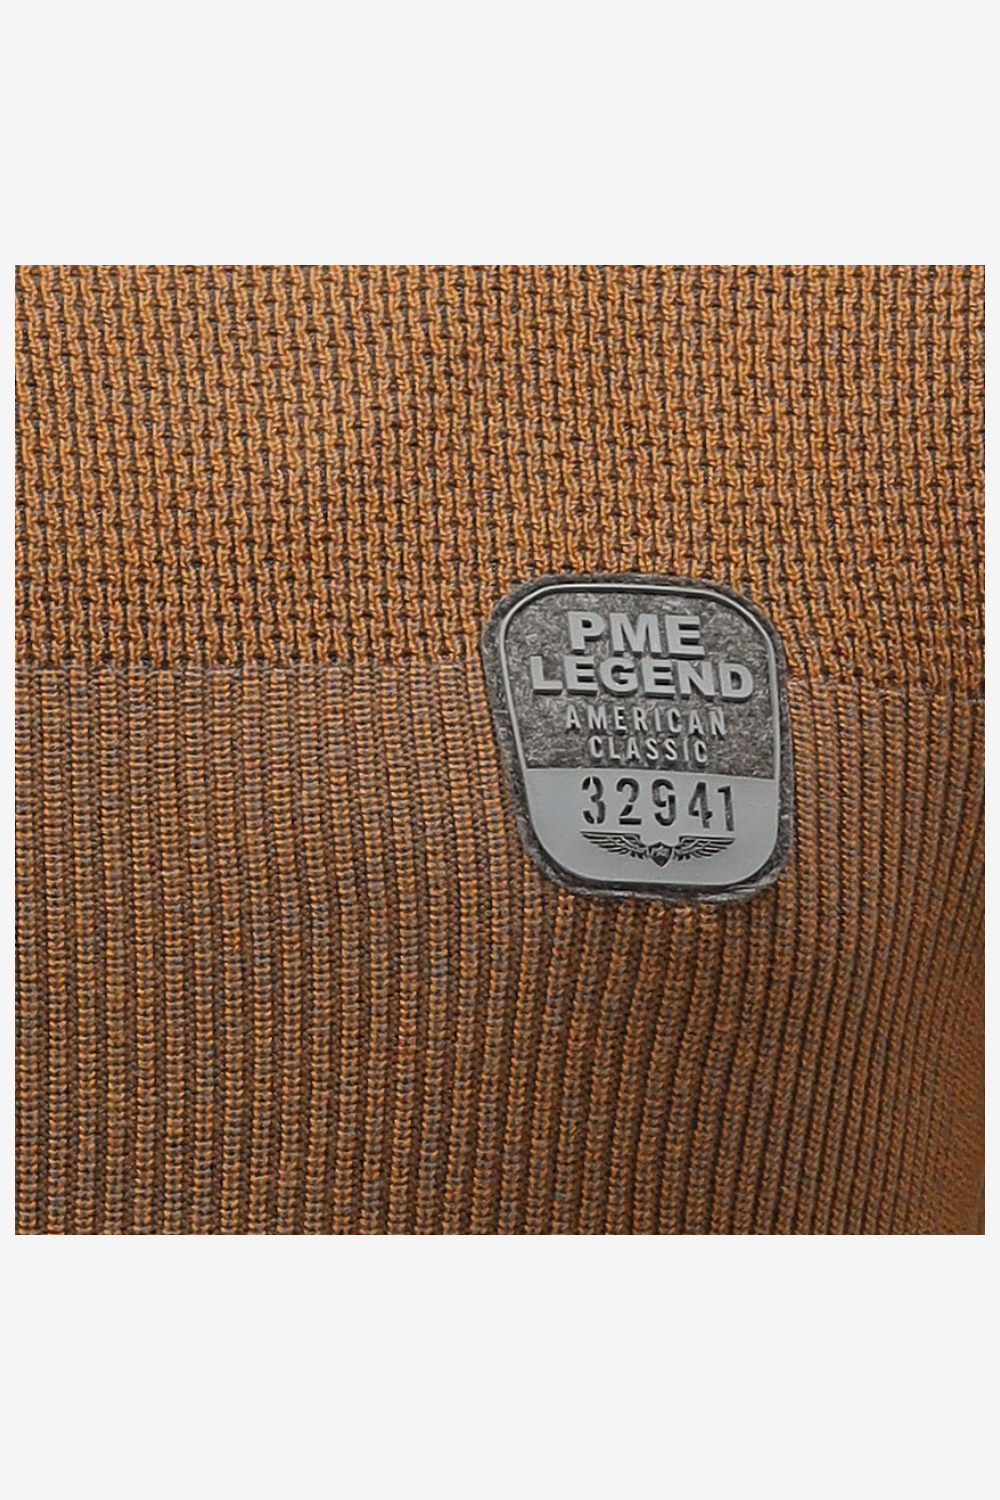 PME
LEGEND
AMERICAN
CLASSIC
32941